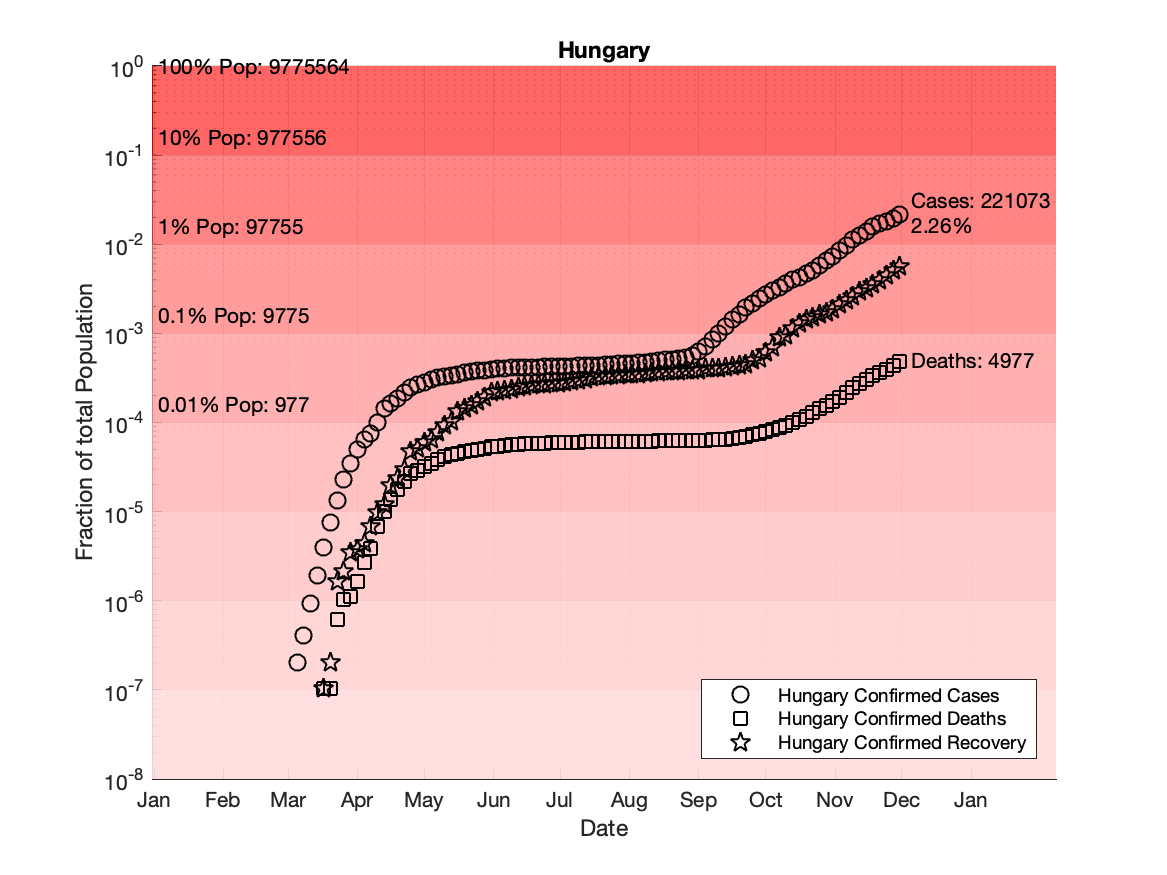 Hungary
10^0
100% Pop: 9775564
10% Pop: 977556
10^-1
Cases: 221073
1% Pop: 97755
2.26%
10^-2
0.1% Pop: 9775
10^-3
Deaths: 4977
0.01% Pop: 977
10^-4
10^-5
10^-6
10^-7
10^-8
Fraction of total Population
Hungary Confirmed Cases
Hungary Confirmed Deaths
Hungary Confirmed Recovery
Jan Feb Mar Apr May Jun Jul Aug Sep Oct Nov Dec Jan
Date